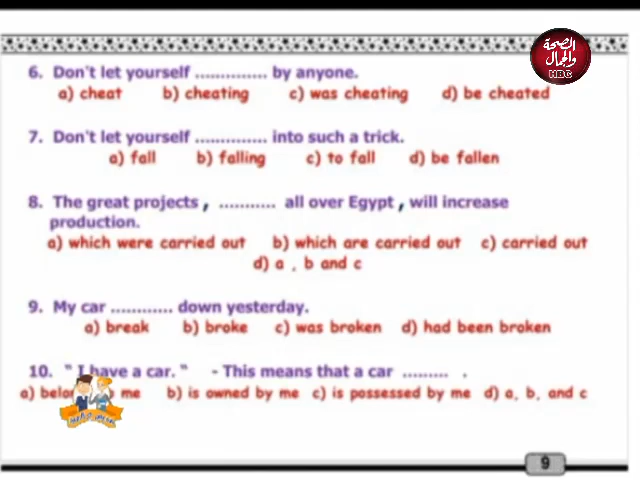 الصحة
والجمال
HBC
6. Don't let yourself .............. by anyone.
a) cheat b) cheating c) was cheating d) be cheated
7. Don't let yourself .............. into such a trick.
a) fall b) falling c) to fall d) be fallen
8. The great projects , ........... all over Egypt , will increase
production.
a) which were carried out b) which are carried out c) carried out
d) a , b and c
9. My car ............ down yesterday.
a) break b) broke c) was broken d) had been broken
10. " I have a car. " - This means that a car ......... .
a) me b) is owned by me c) is possessed by me d) a, b, and c
9